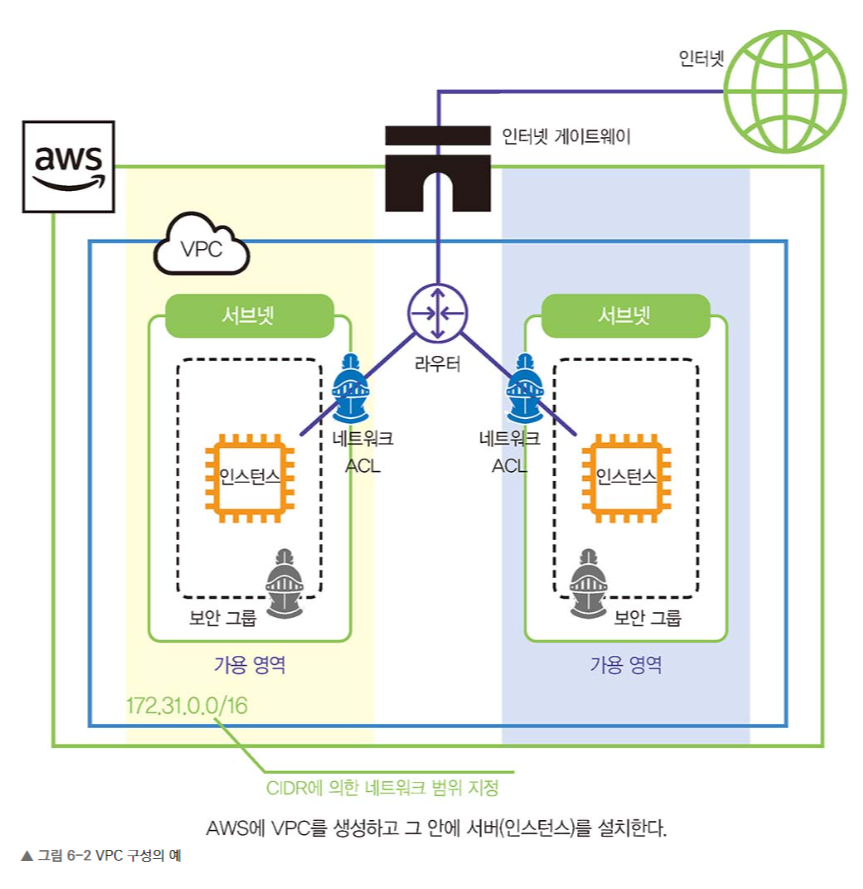 인터넷
인터넷 게이트웨이
aws
VPC
서브넷
서브넷
라우터
네트워크
ACL
네트워크
ACL
인스턴스
인스턴스
보안 그룹
보안 그룹
가용 영역
가용 영역
172.31.0.0/16
CIDR에 의한 네트워크 범위 지정
AWS에 VPC를 생성하고 그 안에 서버(인스턴스)를 설치한다.
▲ 그림 6-2 VPC 구성의 예